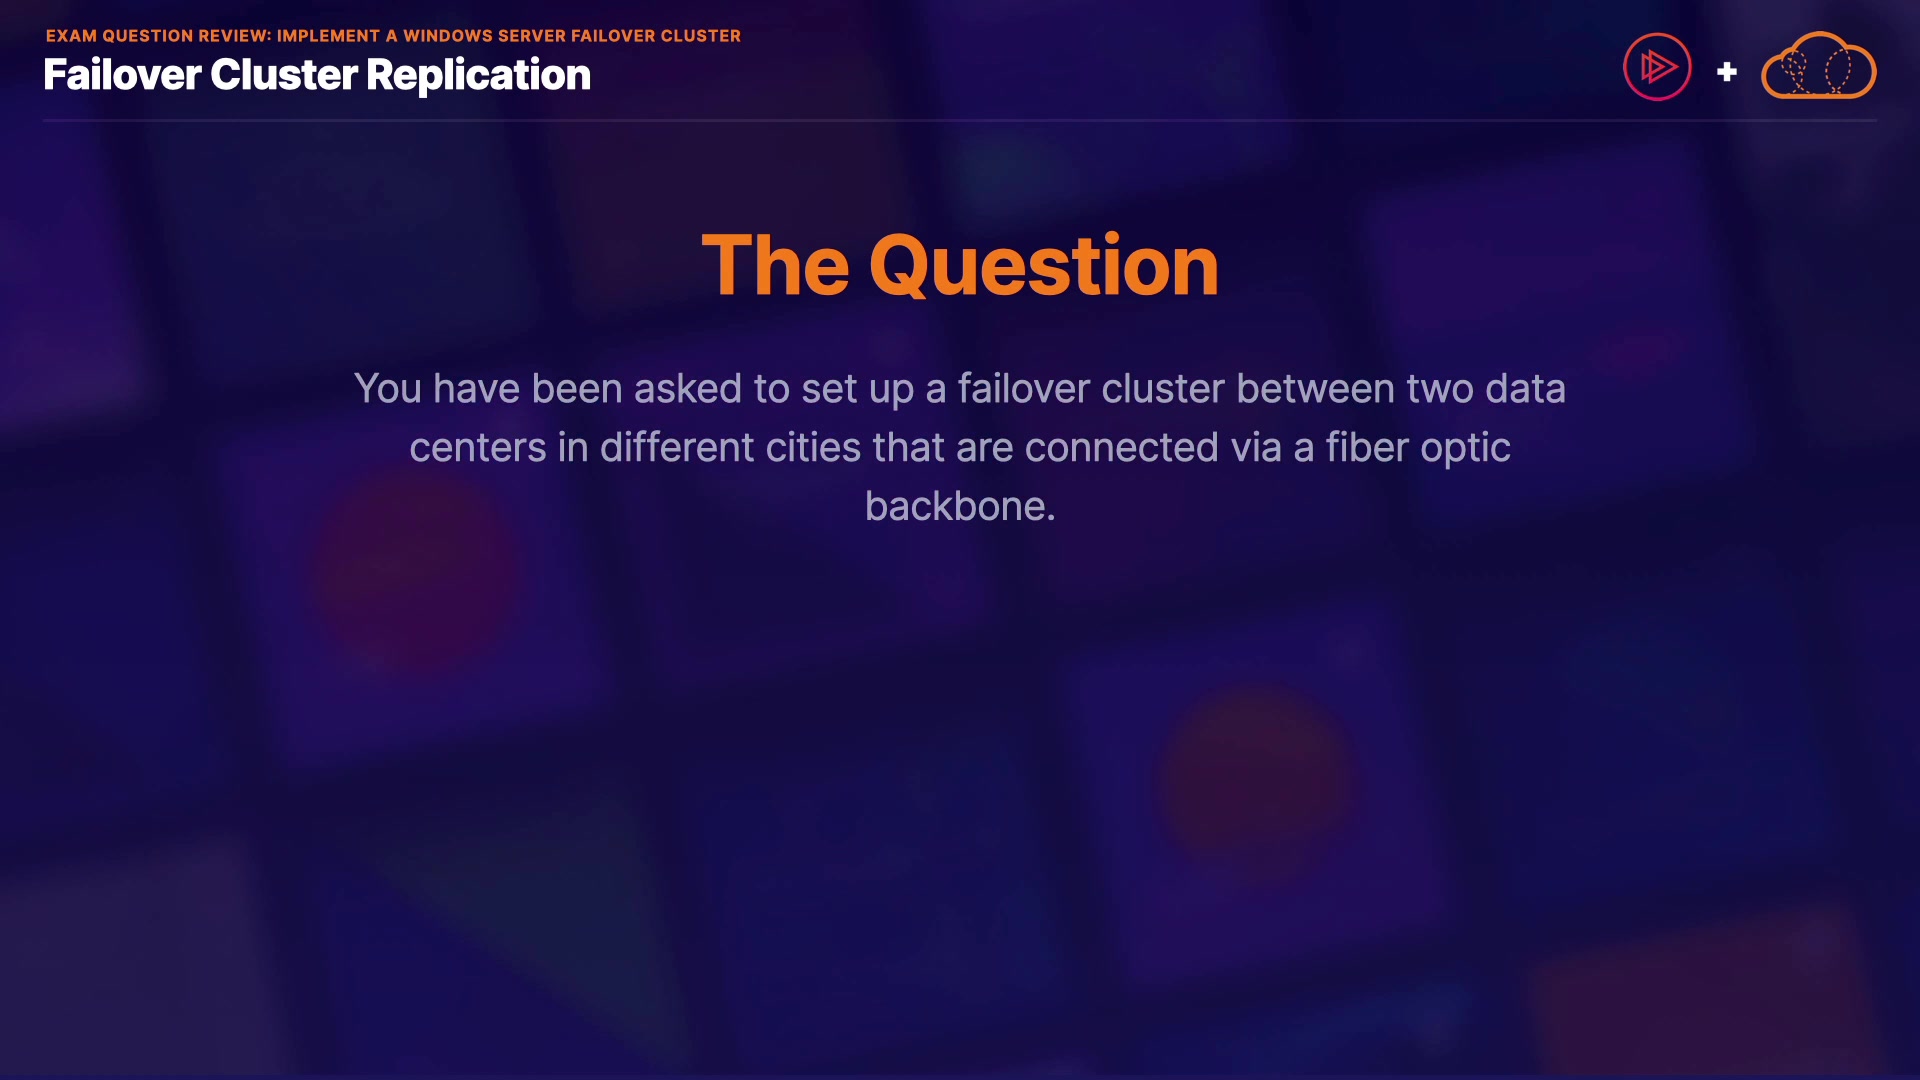 EXAM QUESTION REVIEW: IMPLEMENT A WINDOWS SERVER FAILOVER CLUSTER
Failover Cluster Replication
The Question
You have been asked to set up a failover cluster between two data
centers in different cities that are connected via a fiber optic
backbone.